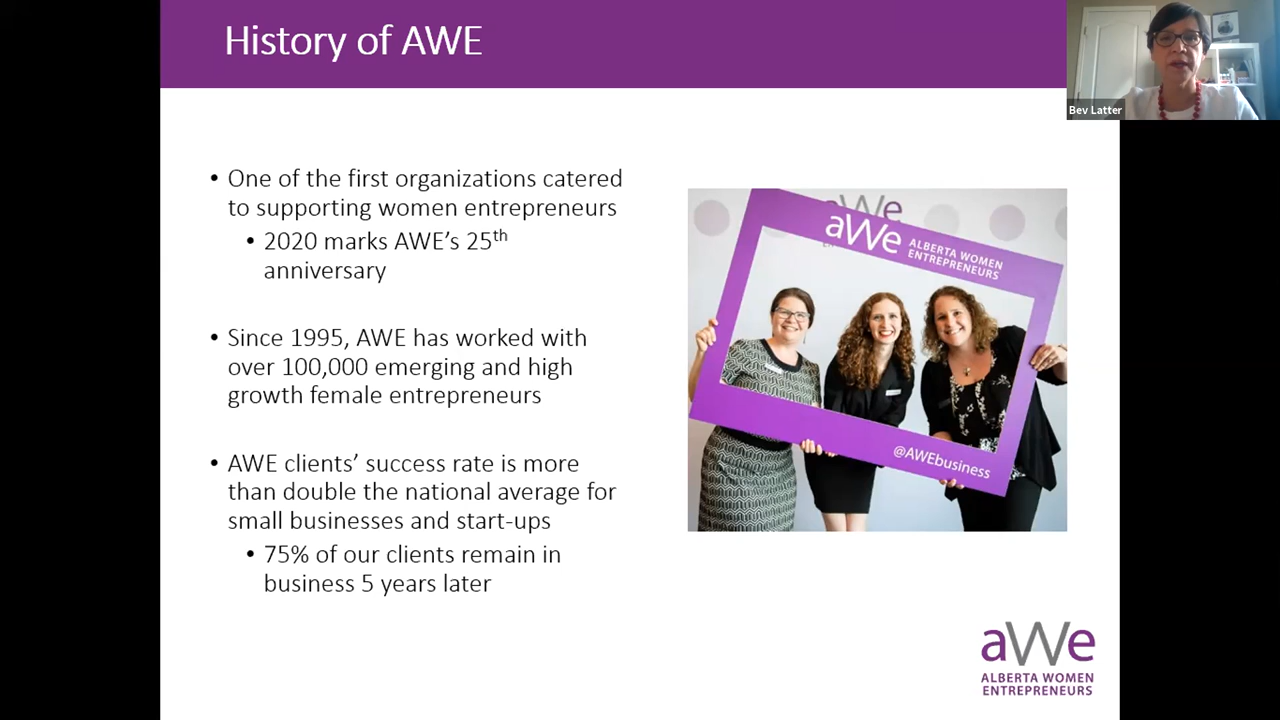 History of AWE
Bev Latter
• One of the first organizations catered
to supporting women entrepreneurs
• 2020 marks AWE’s 25th
anniversary
• Since 1995, AWE has worked with
over 100,000 emerging and high
growth female entrepreneurs
• AWE clients’ success rate is more
than double the national average for
small businesses and start-ups
• 75% of our clients remain in
business 5 years later
aWe
aWe
ALBERTA WOMEN
ENTREPRENEURS
@AWEbusiness
aWe
ALBERTA WOMEN
ENTREPRENEURS